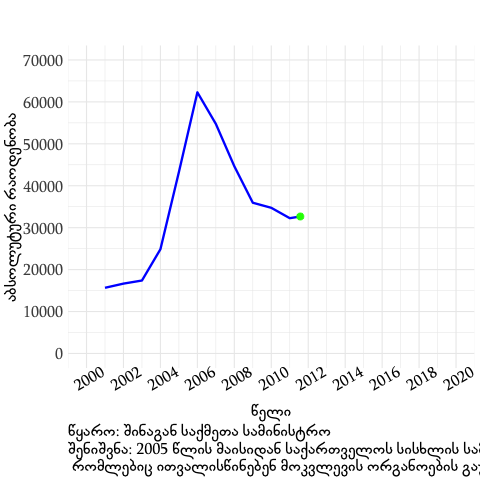 70000
60000
50000
40000
30000
20000
10000
0
აბსოლუტური რაოდენობა
2000 2002 2004 2006 2008 2010 2012 2014 2016 2018 2020
წელი
წყარო: შინაგან საქმეთა სამინისტრო
შენიშვნა: 2005 წლის მაისიდან საქართველოს სისხლის
რომლებიც ითვალისწინებენ მოკვლევის ორგანოების